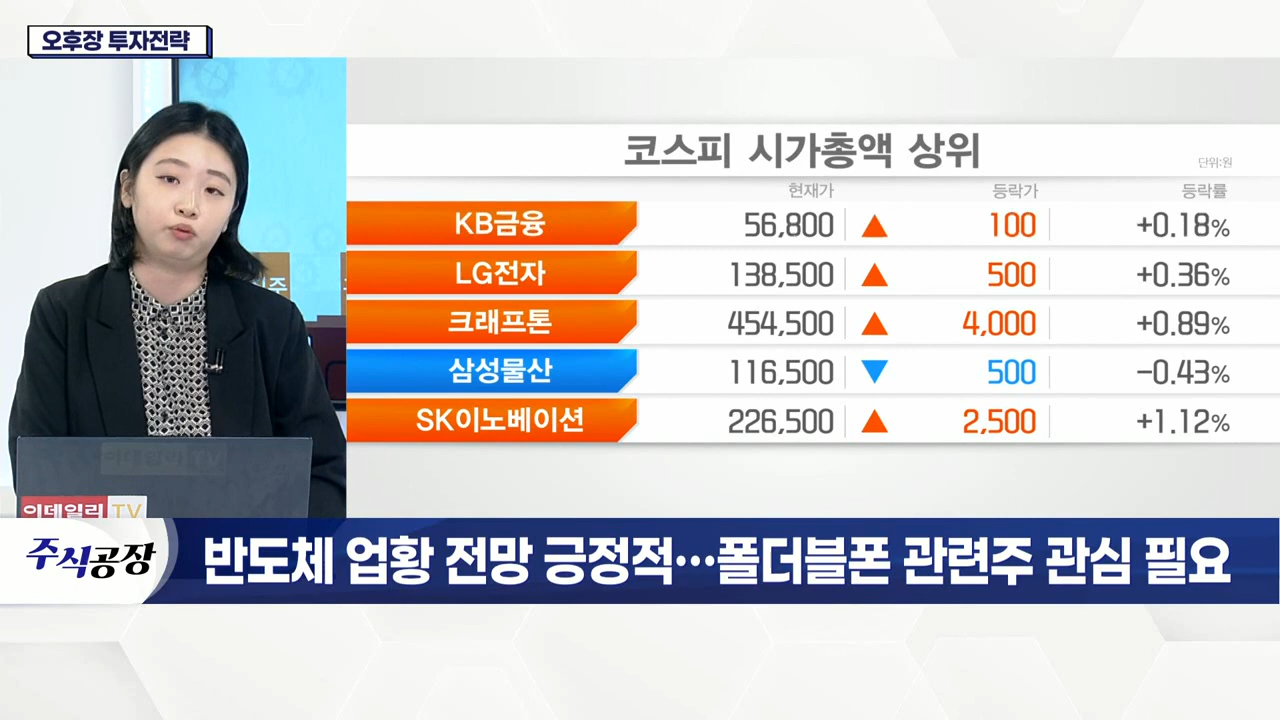 오후장 투자전략
코스피 시가총액 상위
단위:원
현재가 등락가 등락률
KB금융 56,800 ▲ 100 +0.18%
LG전자 138,500 ▲ 500 +0.36%
크래프톤 454,500 ▲ 4,000 +0.89%
삼성물산 116,500 ▼ 500 -0.43%
SK이노베이션 226,500 ▲ 2,500 +1.12%
이데일리 TV
이데일리TV
주식공장
반도체 업황 전망 긍정적…폴더블폰 관련주 관심 필요